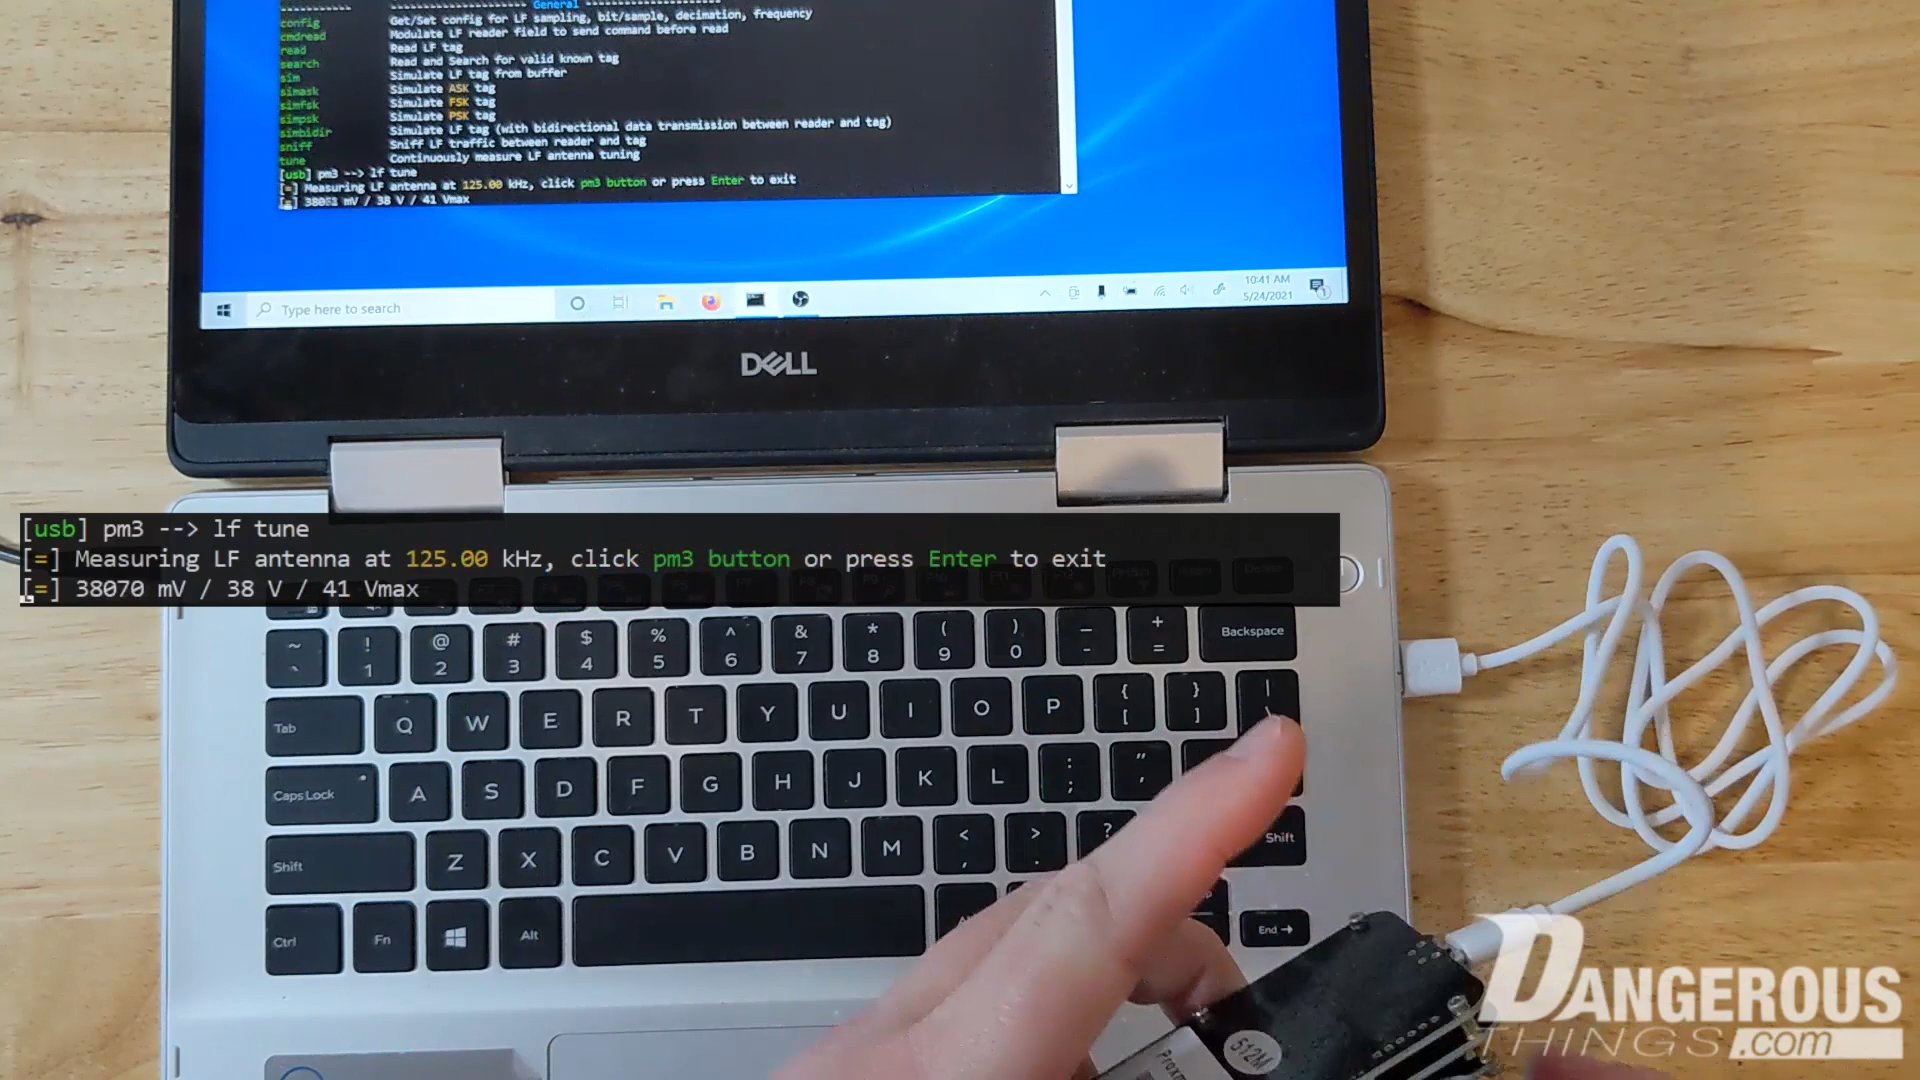 General
config Get/Set config for LF sampling, bit/sample, decimation, frequency
cmdread Modulate LF reader field to send command before read
read Read LF tag
search Read and Search for valid known tag
sim Simulate LF tag from buffer
simask Simulate ASK tag
simfsk Simulate FSK tag
simpsk Simulate PSK tag
simbidir Simulate LF tag (with bidirectional data transmission between reader and tag)
sniff Sniff LF traffic between reader and tag
tune Continuously measure LF antenna tuning
[usb] pm3 --> lf tune
[=] Measuring LF antenna at 125.00 kHz, click pm3 button or press Enter to exit
[=] mV / 38 V / 41 Vmax
Type here to search
10:41 AM
5/24/2021
1
DELL
[usb] pm3 --> lf tune
[=] Measuring LF antenna at 125.00 kHz, click pm3 button or press Enter to exit
[=] 38070 mV / 38 V / 41 Vmax
~ ! @ # $ % ^ & * ( ) _ +
` 1 2 3 4 5 6 7 8 9 0 - = Backspace
Tab Q W E R T Y U I O P { [ } ] | \
Caps Lock A S D F G H J K L : ; " '
Shift Z X C V B N M < , > . ? Shift
Ctrl Fn Alt End →
512M
DANGEROUS
THINGS.com